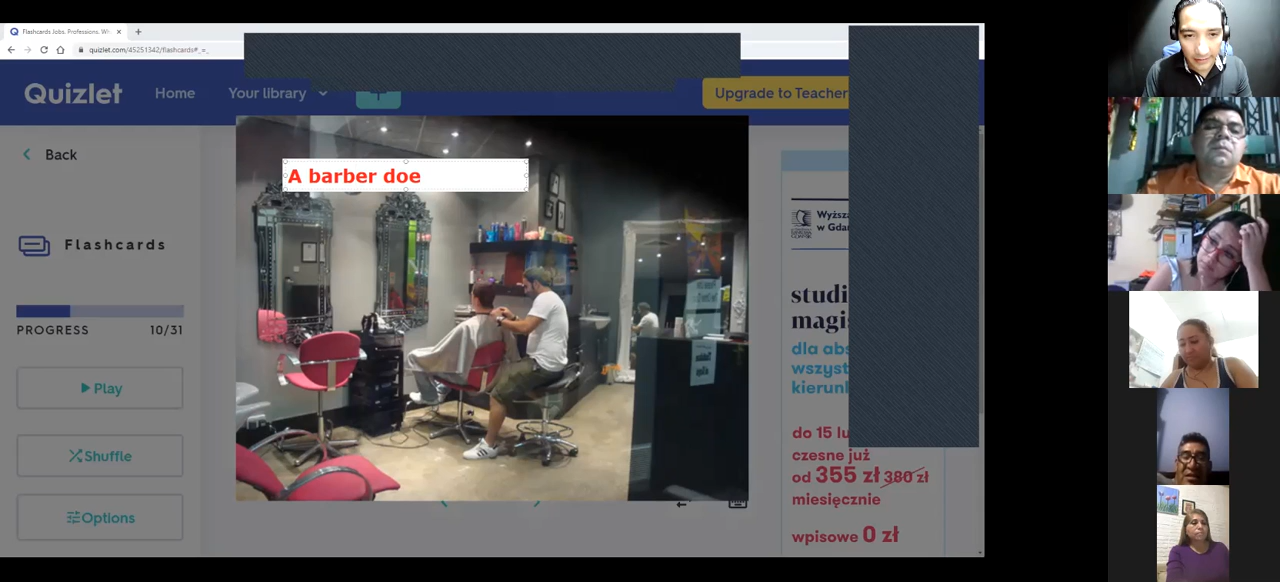 Flashcards Jobs. Professions. W
quizlet.com/45251342/flashcards#_=_
Quizlet
Home
Your library
Upgrade to Teacher
Back
A barber doe
Flashcards
PROGRESS
10/31
Play
Shuffle
Options
Wyższa
w Gda
studi
magis
dla abs
wszyst
kierunk
do 15 lu
czesne już
od 355 zł 380 zł
miesięcznie
wpisowe 0 zł